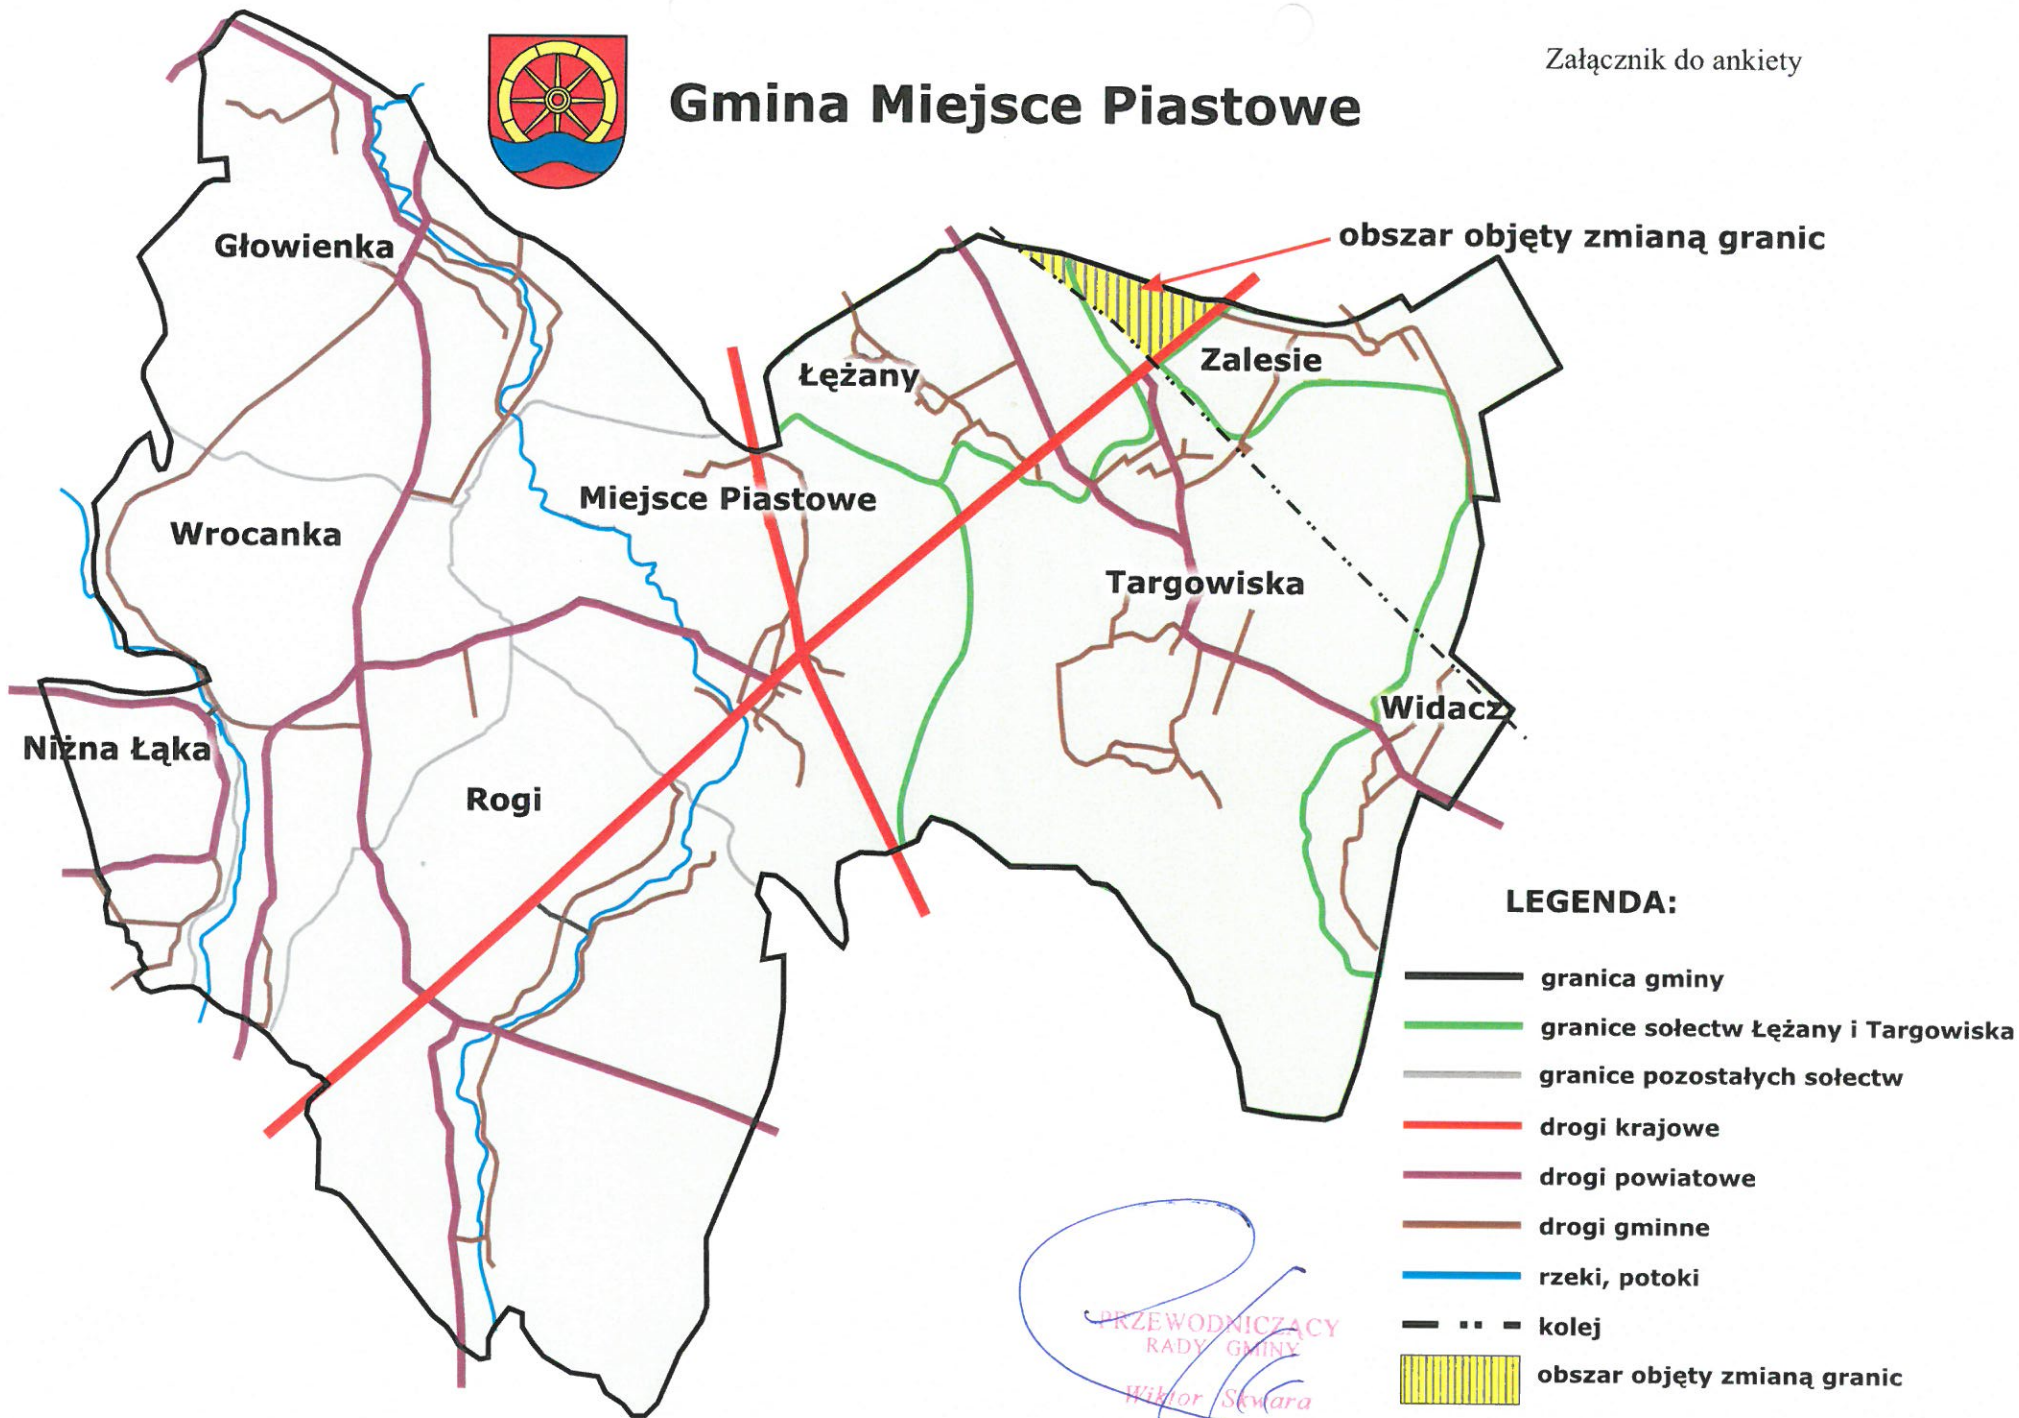 Załącznik do ankiety
Gmina Miejsce Piastowe
obszar objęty zmianą granic
Głowienka
Łężany
Zalesie
Miejsce Piastowe
Wrocanka
Targowiska
Widacz
Niżna Łąka
Rogi
LEGENDA:
granica gminy
granice sołectw Łężany i Targowiska
granice pozostałych sołectw
drogi krajowe
drogi powiatowe
drogi gminne
rzeki, potoki
kolej
obszar objęty zmianą granic
PRZEWODNICZĄCY
RADY GMINY
Wiktor Skwara